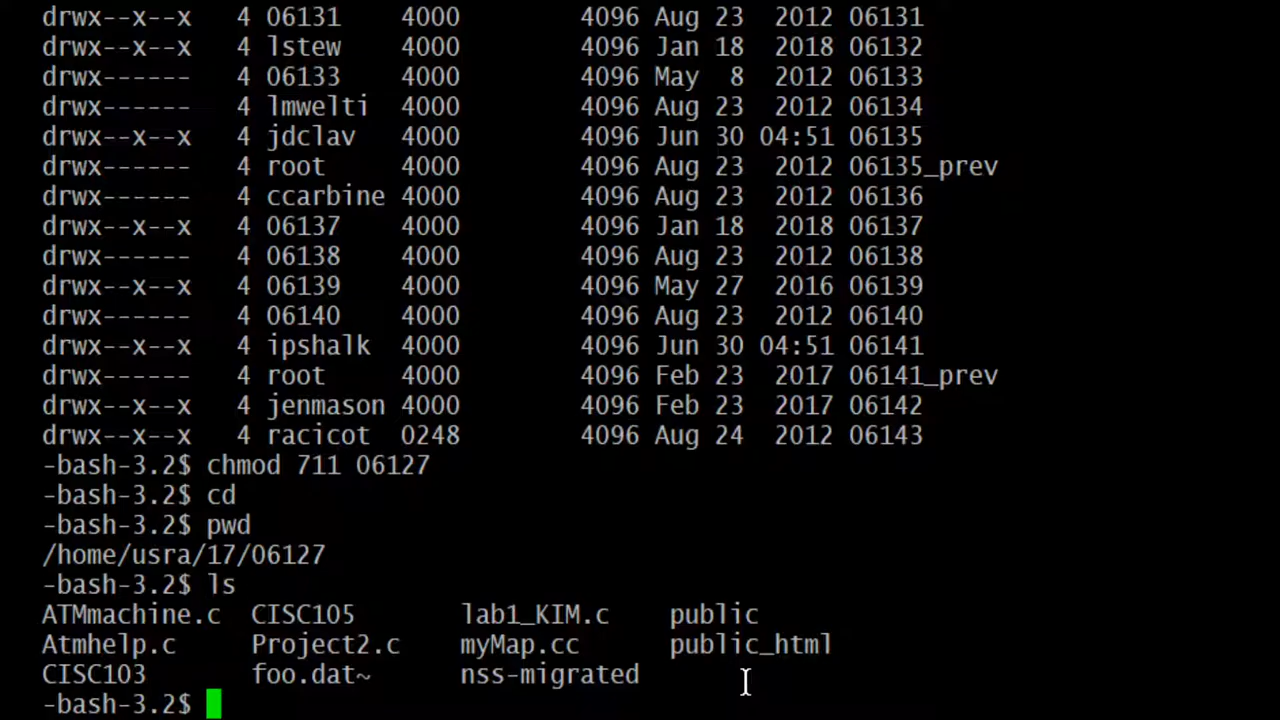 drwx--x--x   4 06131    4000        4096 Aug 23  2012 06131
drwx--x--x   4 lstew    4000        4096 Jan 18  2018 06132
drwx------   4 06133    4000        4096 May  8  2012 06133
drwx------   4 lmwelti  4000        4096 Aug 23  2012 06134
drwx--x--x   4 jdclav   4000        4096 Jun 30 04:51 06135
drwx------   4 root     4000        4096 Aug 23  2012 06135_prev
drwx------   4 ccarbine 4000        4096 Aug 23  2012 06136
drwx--x--x   4 06137    4000        4096 Jan 18  2018 06137
drwx------   4 06138    4000        4096 Aug 23  2012 06138
drwx--x--x   4 06139    4000        4096 May 27  2016 06139
drwx------   4 06140    4000        4096 Aug 23  2012 06140
drwx--x--x   4 ipshalk  4000        4096 Jun 30 04:51 06141
drwx------   4 root     4000        4096 Feb 23  2017 06141_prev
drwx--x--x   4 jenmason 4000        4096 Feb 23  2017 06142
drwx--x--x   4 racicot  0248        4096 Aug 24  2012 06143
-bash-3.2$ chmod 711 06127
-bash-3.2$ cd
-bash-3.2$ pwd
/home/usra/17/06127
-bash-3.2$ ls
ATMmachine.c  CISC105       lab1_KIM.c    public
Atmhelp.c     Project2.c    myMap.cc      public_html
CISC103       foo.dat~      nss-migrated
-bash-3.2$